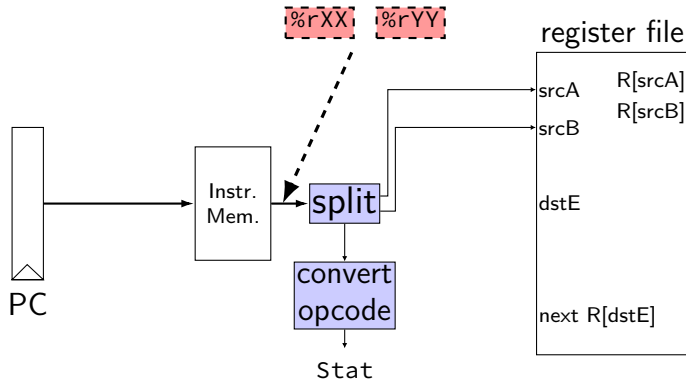 %rXX %rYY
register file
srcA R[srcA]
R[srcB]
srcB
Instr.
Mem.
split
dstE
PC
convert
opcode
next R[dstE]
Stat